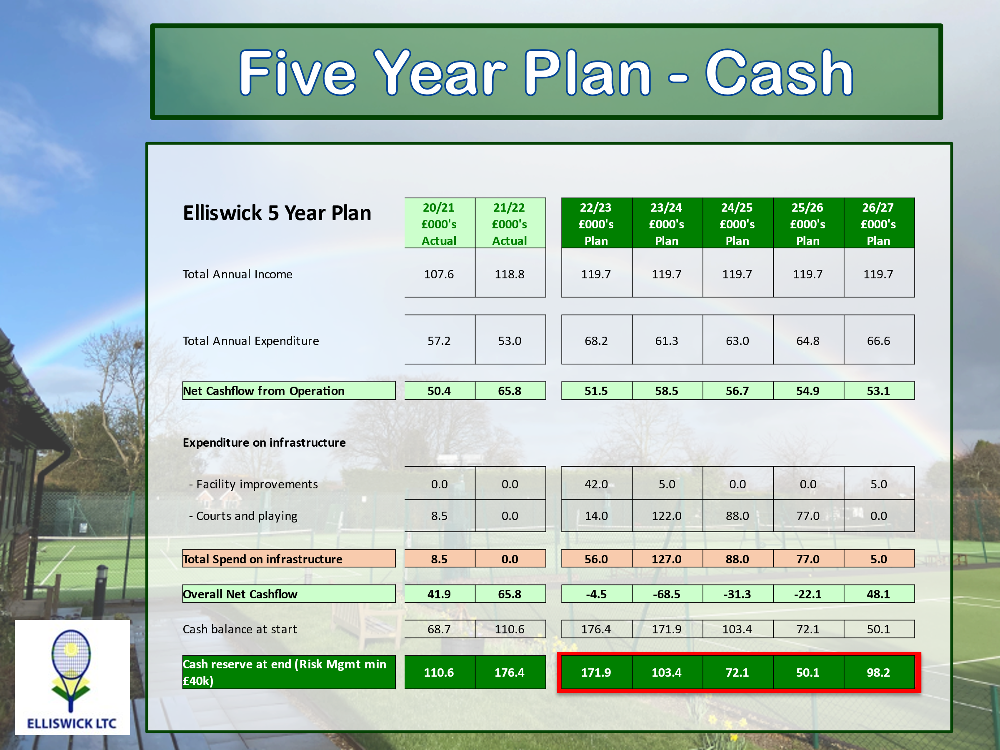 Five Year Plan - Cash
Elliswick 5 Year Plan
20/21 21/22 22/23 23/24 24/25 25/26 26/27
£000's £000's £000's £000's £000's £000's £000's
Actual Actual Plan Plan Plan Plan Plan
Total Annual Income 107.6 118.8 119.7 119.7 119.7 119.7 119.7
Total Annual Expenditure 57.2 53.0 68.2 61.3 63.0 64.8 66.6
Net Cashflow from Operation 50.4 65.8 51.5 58.5 56.7 54.9 53.1
Expenditure on infrastructure
- Facility improvements 0.0 0.0 42.0 5.0 0.0 0.0 5.0
- Courts and playing 8.5 0.0 14.0 122.0 88.0 77.0 0.0
Total Spend on infrastructure 8.5 0.0 56.0 127.0 88.0 77.0 5.0
Overall Net Cashflow 41.9 65.8 -4.5 -68.5 -31.3 -22.1 48.1
Cash balance at start 68.7 110.6 176.4 171.9 103.4 72.1 50.1
Cash reserve at end (Risk Mgmt min
£40k) 110.6 176.4 171.9 103.4 72.1 50.1 98.2
ELLISWICK LTC